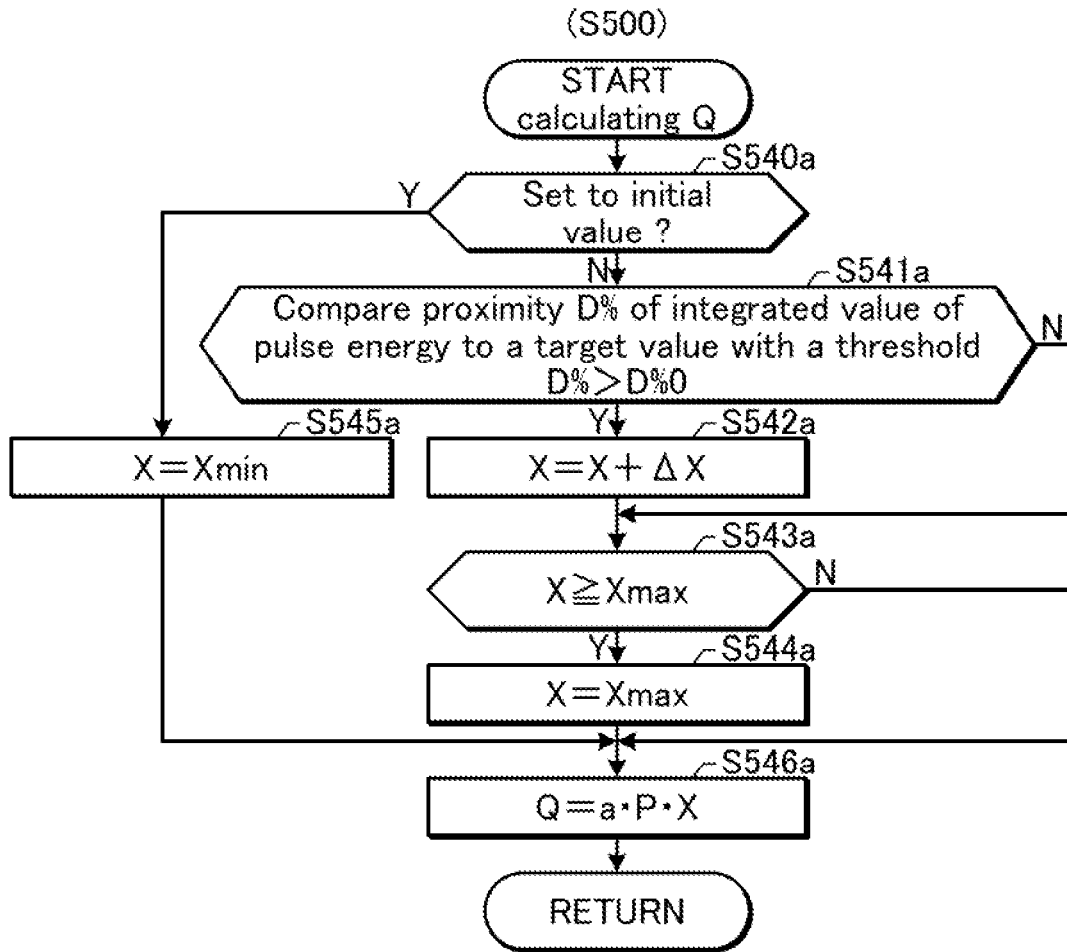 (S500)
START
calculating Q
S540a
Y
Set to initial
value ?
N
S541a
Compare proximity D% of integrated value of
pulse energy to a target value with a threshold
D%>D%0
N
Y
S545a
S542a
X=Xmin
X=X+ΔX
S543a
X≧Xmax
N
Y
S544a
X=Xmax
S546a
Q=a·P·X
RETURN